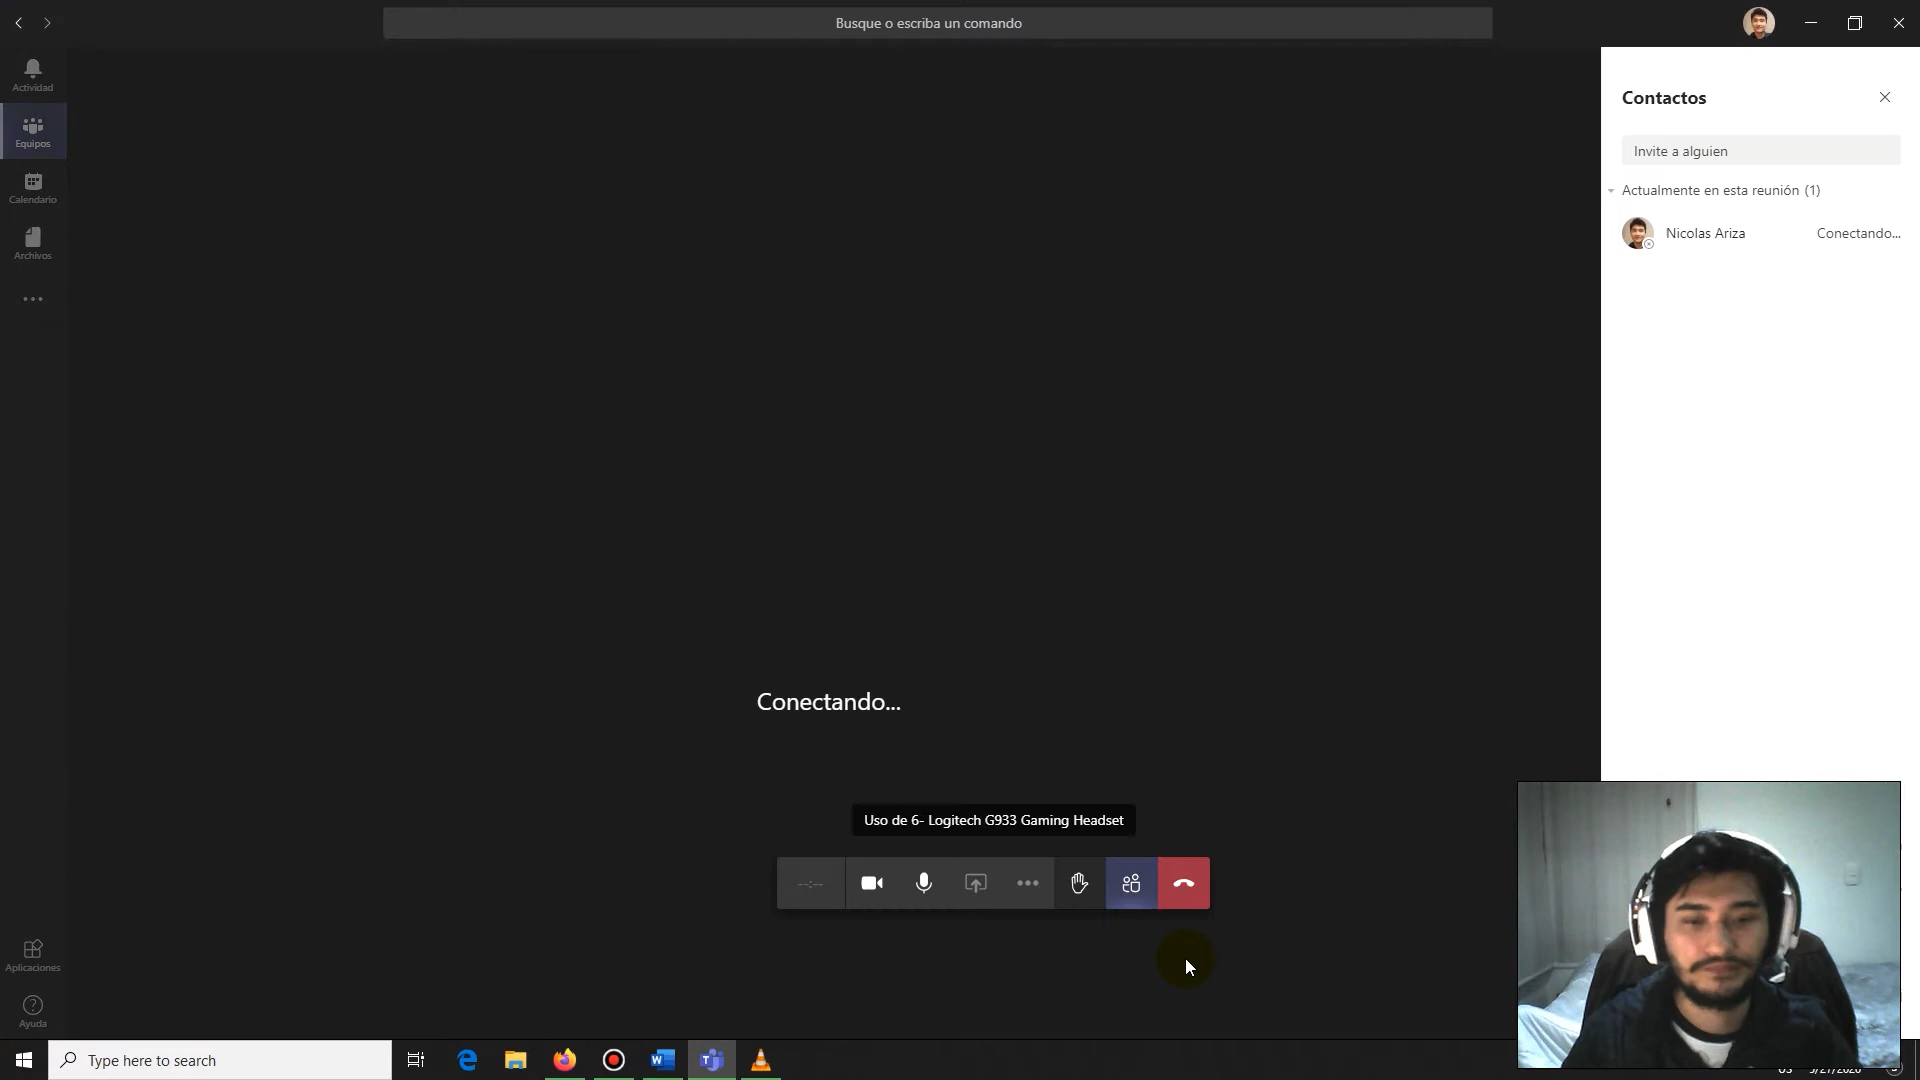 Busque o escriba un comando
Actividad
Equipos
Calendario
Archivos
Aplicaciones
Ayuda
Contactos
Invite a alguien
Actualmente en esta reunión (1)
Nicolas Ariza
Conectando...
Conectando...
Uso de 6- Logitech G933 Gaming Headset
--:--
Type here to search